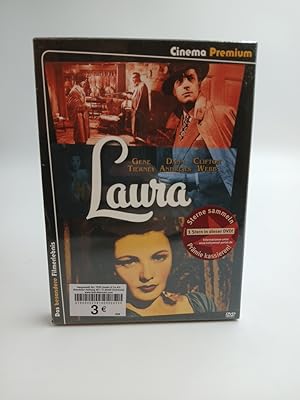 Cinema Premium
Das besondere Filmerlebnis
GENE TIERNEY
DANA ANDREWS
CLIFTON WEBB
Laura
Sterne sammeln
1 Stern in dieser DVD!
Prämie kassieren!
3 €
DVD